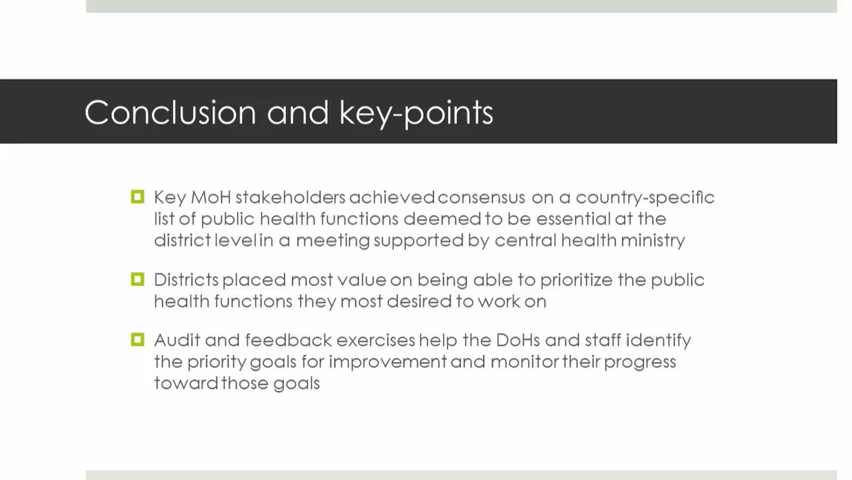 Conclusion and key-points
Key MoH stakeholders achieved consensus on a country-specific
list of public health functions deemed to be essential at the
district level in a meeting supported by central health ministry
Districts placed most value on being able to prioritize the public
health functions they most desired to work on
Audit and feedback exercises help the DoHs and staff identify
the priority goals for improvement and monitor their progress
toward those goals